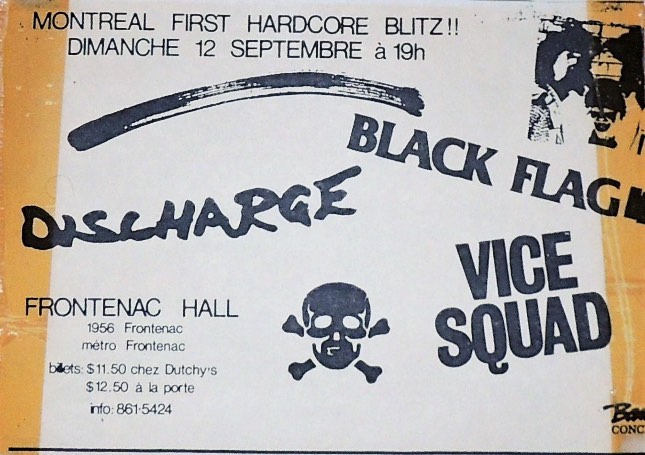 MONTREAL FIRST HARDCORE BLITZ!!
DIMANCHE 12 SEPTEMBRE à 19h
BLACK FLAG
DISCHARGE
VICE
SQUAD
FRONTENAC HALL
1956 Frontenac
métro Frontenac
billets: $11.50 chez Dutchy's
$12.50 à la porte
info: 861-5424
CONC